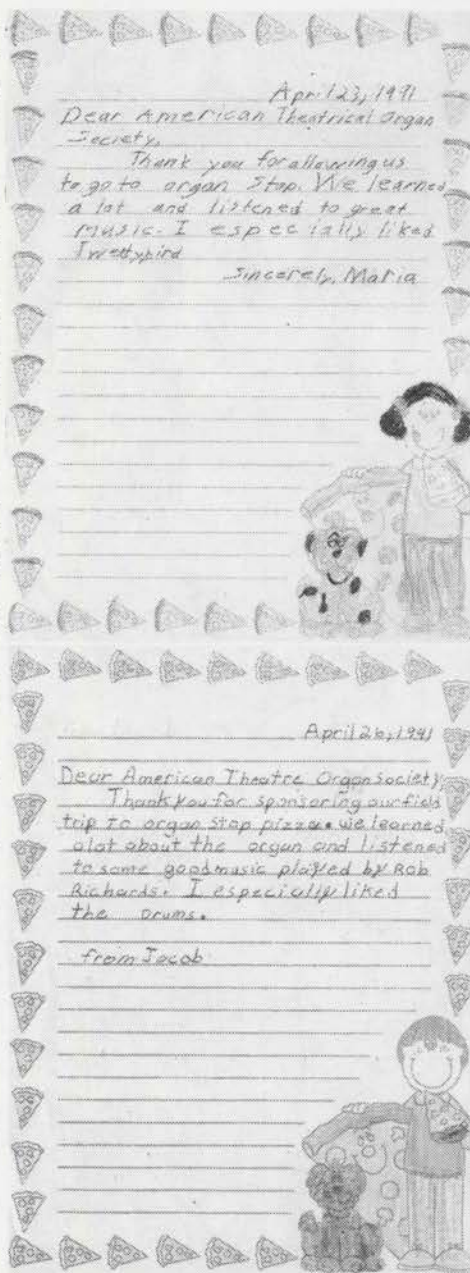 April 23, 1991
Dear American Theatrical Organ
Society,
Thank you for allowing us
to go to organ Stop. We learned
a lot and listened to great
music. I especially liked
Twettybird
Sincerely, Maria
April 26, 1991
Dear American Theatre Organ Society,
Thank you for sponsoring our field
trip to organ stop pizza. we learned
alot about the organ and listened
to some good music played by Rob
Richards. I especially liked
the Drums.
from Jacob